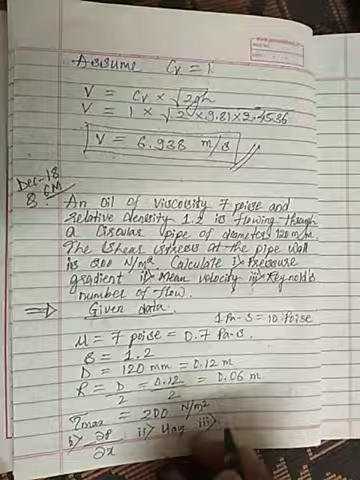 Assume Cv = 1.
V = Cv × √2gh
V = 1 × √2 × 9.81 × 2.4536
V = 6.938 m/s
Dec-18
6M
8. An oil of viscosity 7 poise and
relative density 1.2 is flowing through
a Circular pipe of diameter 120 m/m.
The shear stress at the pipe wall
is 200 N/m². Calculate i) Pressure
gradient ii) Mean velocity iii) Reynold's
number of flow.
⇒ Given data.
1 Pa-S = 10 Poise
μ = 7 poise = 0.7 Pa-s.
S = 1.2
D = 120 mm = 0.12 m
R = D/2 = 0.12/2 = 0.06 m
τmax = 200 N/m²
i) ∂P/∂x ii) Uav iii)